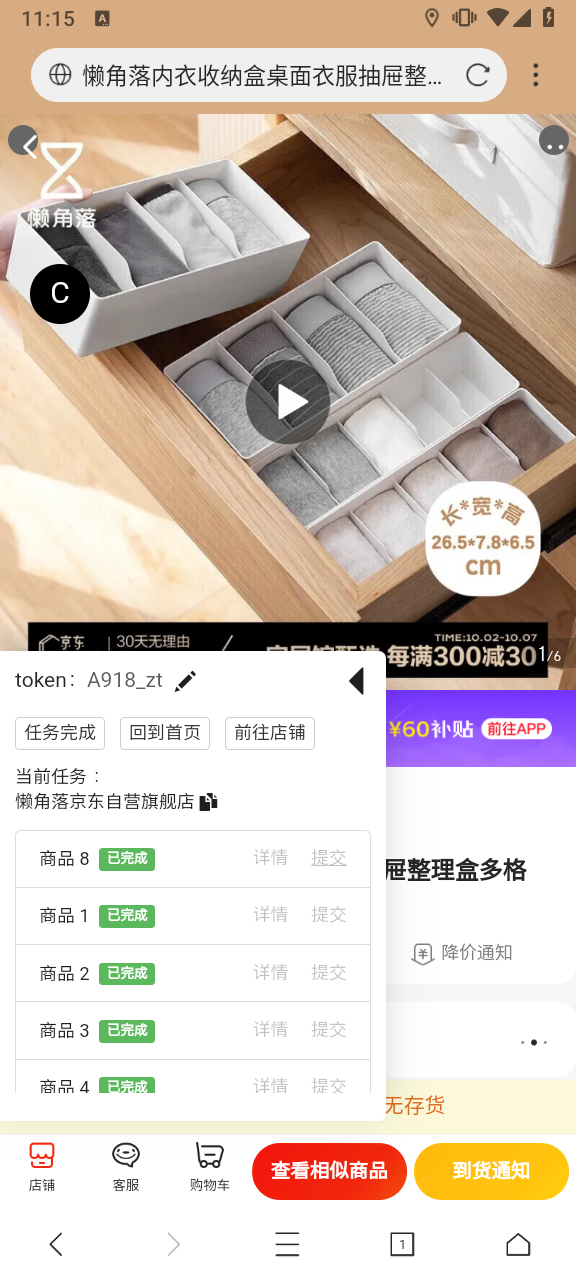 11:15
A
懒角落内衣收纳盒桌面衣服抽屉整...
懒角落
C
长*宽*高
26.5*7.8*6.5
cm
京东
30天无理由
TIME:10.02-10.07
每满300减30
1/6
token: A918_zt
¥60补贴
前往APP
任务完成
回到首页
前往店铺
当前任务：
懒角落京东自营旗舰店
屉整理盒多格
商品 8 已完成 详情 提交
商品 1 已完成 详情 提交
降价通知
商品 2 已完成 详情 提交
商品 3 已完成 详情 提交
商品 4 已完成 详情 提交
无存货
店铺
客服
购物车
查看相似商品
到货通知
1